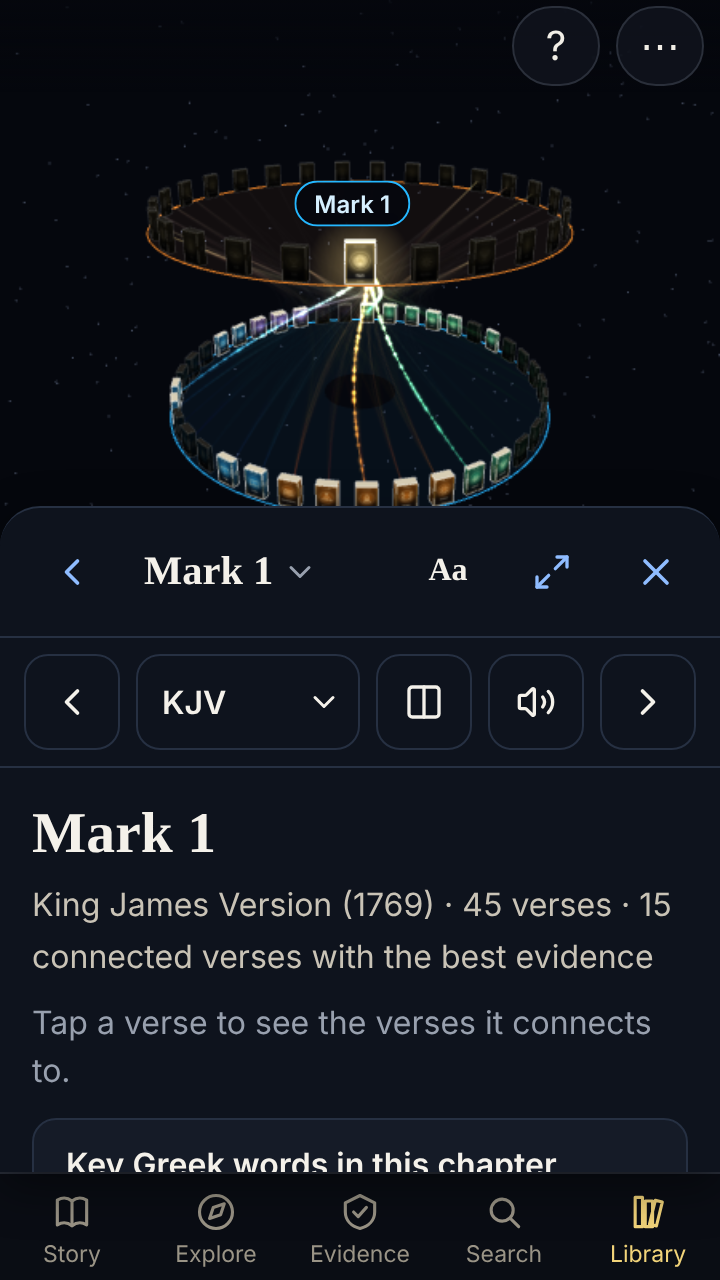 ?
...
Mark 1
Mark 1
Aa
KJV
Mark 1
King James Version (1769) · 45 verses · 15
connected verses with the best evidence
Tap a verse to see the verses it connects
to.
Key Greek words in this chapter
Story
Explore
Evidence
Search
Library